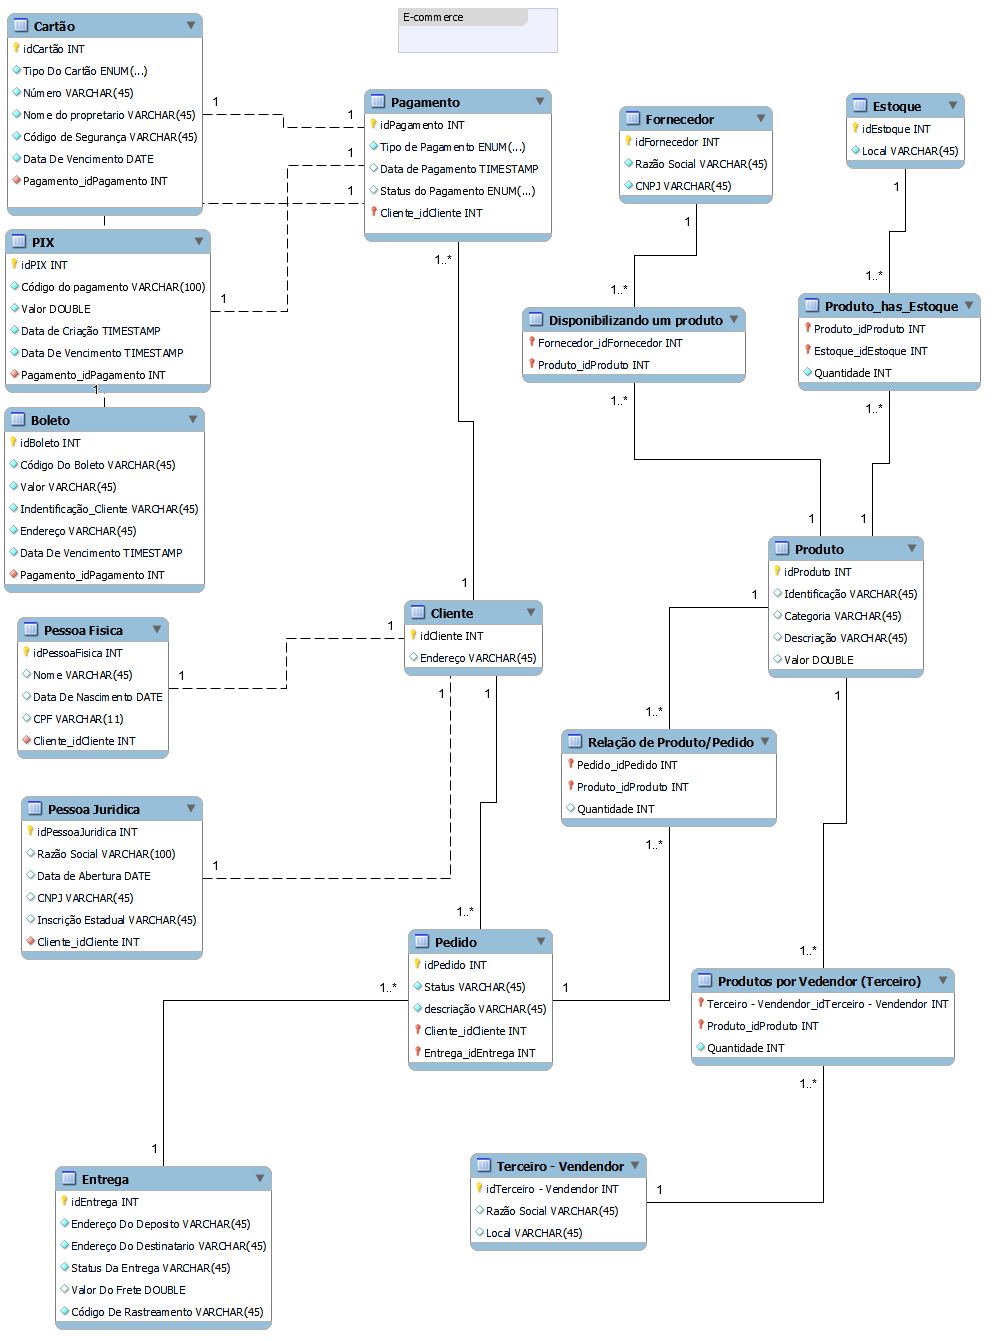 E-commerce
Cartão
idCartão INT
Tipo Do Cartão ENUM(...)
Número VARCHAR(45)
Nome do propretario VARCHAR(45)
Código de Segurança VARCHAR(45)
Data De Vencimento DATE
Pagamento_idPagamento INT
1
1
Pagamento
idPagamento INT
Tipo de Pagamento ENUM(...)
Data de Pagamento TIMESTAMP
Status do Pagamento ENUM(...)
Cliente_idCliente INT
1
1
1..*
PIX
idPIX INT
Código do pagamento VARCHAR(100)
Valor DOUBLE
Data de Criação TIMESTAMP
Data De Vencimento TIMESTAMP
Pagamento_idPagamento INT
1
1
Boleto
idBoleto INT
Código Do Boleto VARCHAR(45)
Valor VARCHAR(45)
Indentificação_Cliente VARCHAR(45)
Endereço VARCHAR(45)
Data De Vencimento TIMESTAMP
Pagamento_idPagamento INT
Fornecedor
idFornecedor INT
Razão Social VARCHAR(45)
CNPJ VARCHAR(45)
1
1..*
Disponibilizando um produto
Fornecedor_idFornecedor INT
Produto_idProduto INT
1..*
1
Estoque
idEstoque INT
Local VARCHAR(45)
1
1..*
Produto_has_Estoque
Produto_idProduto INT
Estoque_idEstoque INT
Quantidade INT
1..*
1
Produto
idProduto INT
Identificação VARCHAR(45)
Categoria VARCHAR(45)
Descriação VARCHAR(45)
Valor DOUBLE
1
1
1
Cliente
idCliente INT
Endereço VARCHAR(45)
1
1
1
Pessoa Fisica
idPessoaFisica INT
Nome VARCHAR(45)
Data De Nascimento DATE
CPF VARCHAR(11)
Cliente_idCliente INT
1
Pessoa Juridica
idPessoaJuridica INT
Razão Social VARCHAR(100)
Data de Abertura DATE
CNPJ VARCHAR(45)
Inscrição Estadual VARCHAR(45)
Cliente_idCliente INT
1
1..*
Relação de Produto/Pedido
Pedido_idPedido INT
Produto_idProduto INT
Quantidade INT
1..*
1..*
Pedido
idPedido INT
Status VARCHAR(45)
descriação VARCHAR(45)
Cliente_idCliente INT
Entrega_idEntrega INT
1..*
1
1..*
Produtos por Vedendor (Terceiro)
Terceiro - Vendendor_idTerceiro - Vendendor INT
Produto_idProduto INT
Quantidade INT
1..*
1
Entrega
idEntrega INT
Endereço Do Deposito VARCHAR(45)
Endereço Do Destinatario VARCHAR(45)
Status Da Entrega VARCHAR(45)
Valor Do Frete DOUBLE
Código De Rastreamento VARCHAR(45)
Terceiro - Vendendor
idTerceiro - Vendendor INT
Razão Social VARCHAR(45)
Local VARCHAR(45)
1